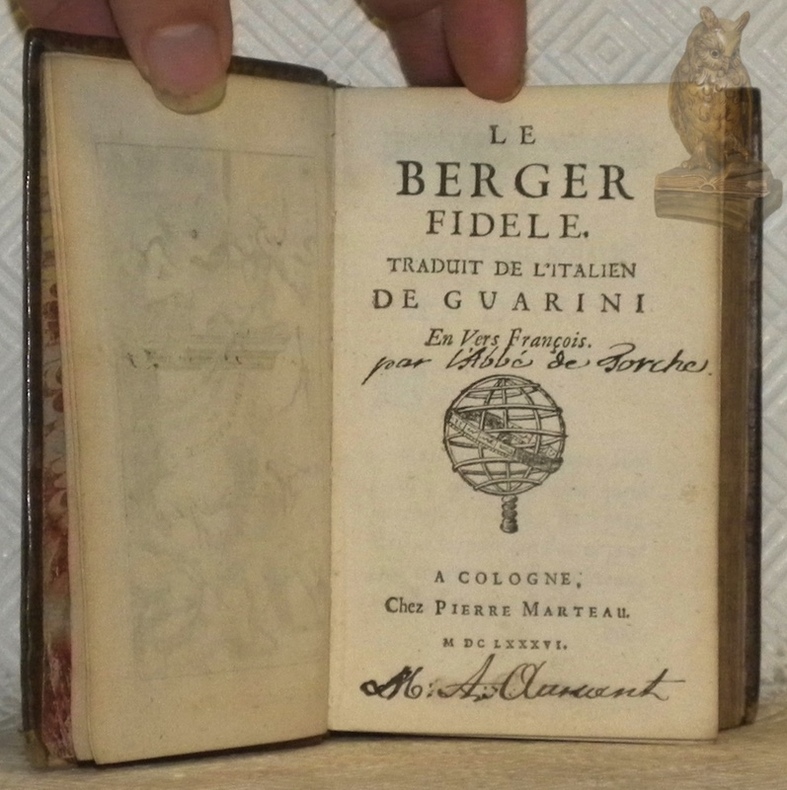 LE
BERGER
FIDELE.
TRADUIT DE L'ITALIEN
DE GUARINI
En Vers François.
par l'Abbé de Torche.
A COLOGNE,
Chez PIERRE MARTEAU.
M DC LXXXVI.
M. A.